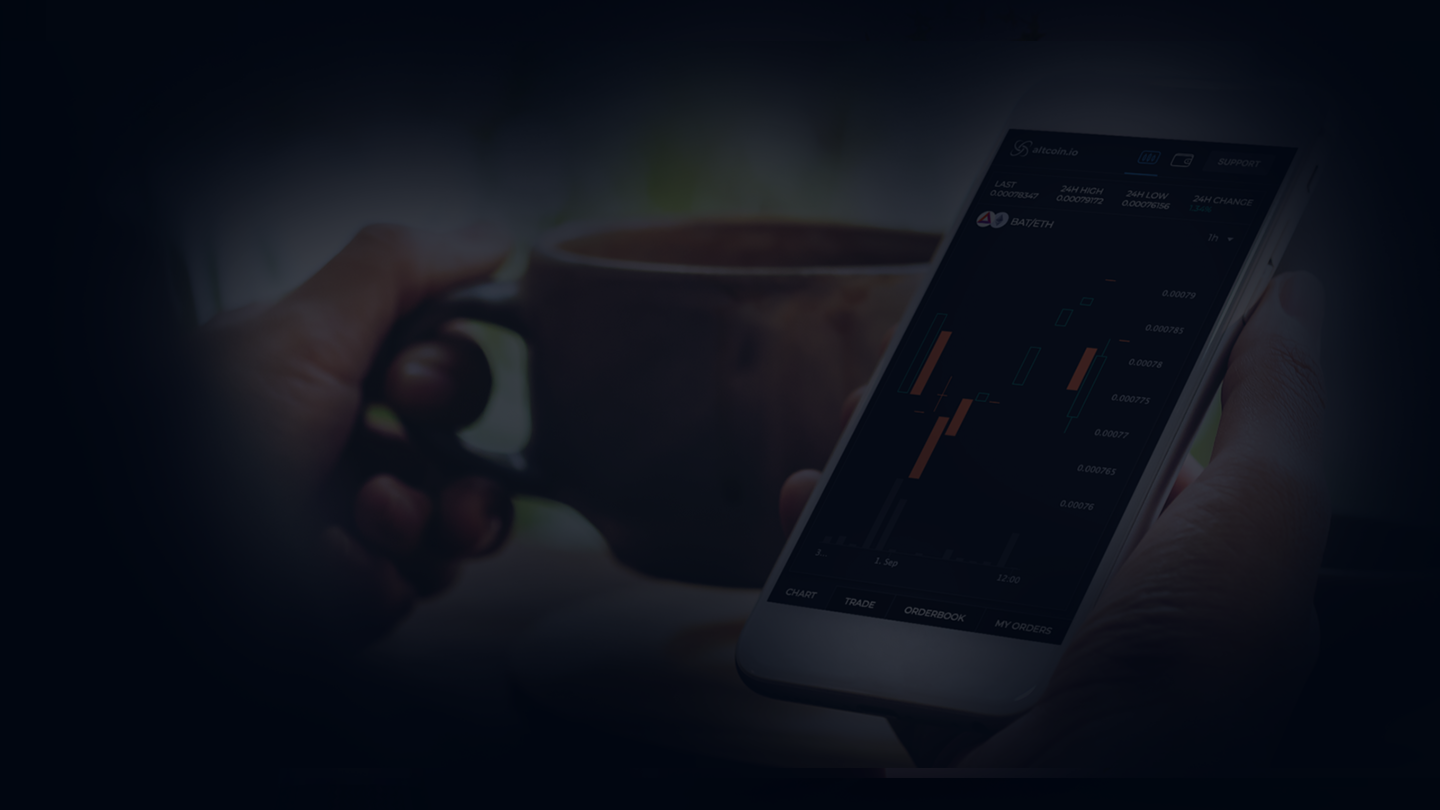 altcoin.io
SUPPORT
LAST
0.00078347
24H HIGH
0.00079172
24H LOW
0.00076156
24H CHANGE
BAT/ETH
1h
0.00079
0.000785
0.00078
0.000775
0.00077
0.000765
0.00076
3...
1. Sep
12:00
CHART
TRADE
ORDERBOOK
MY ORDERS